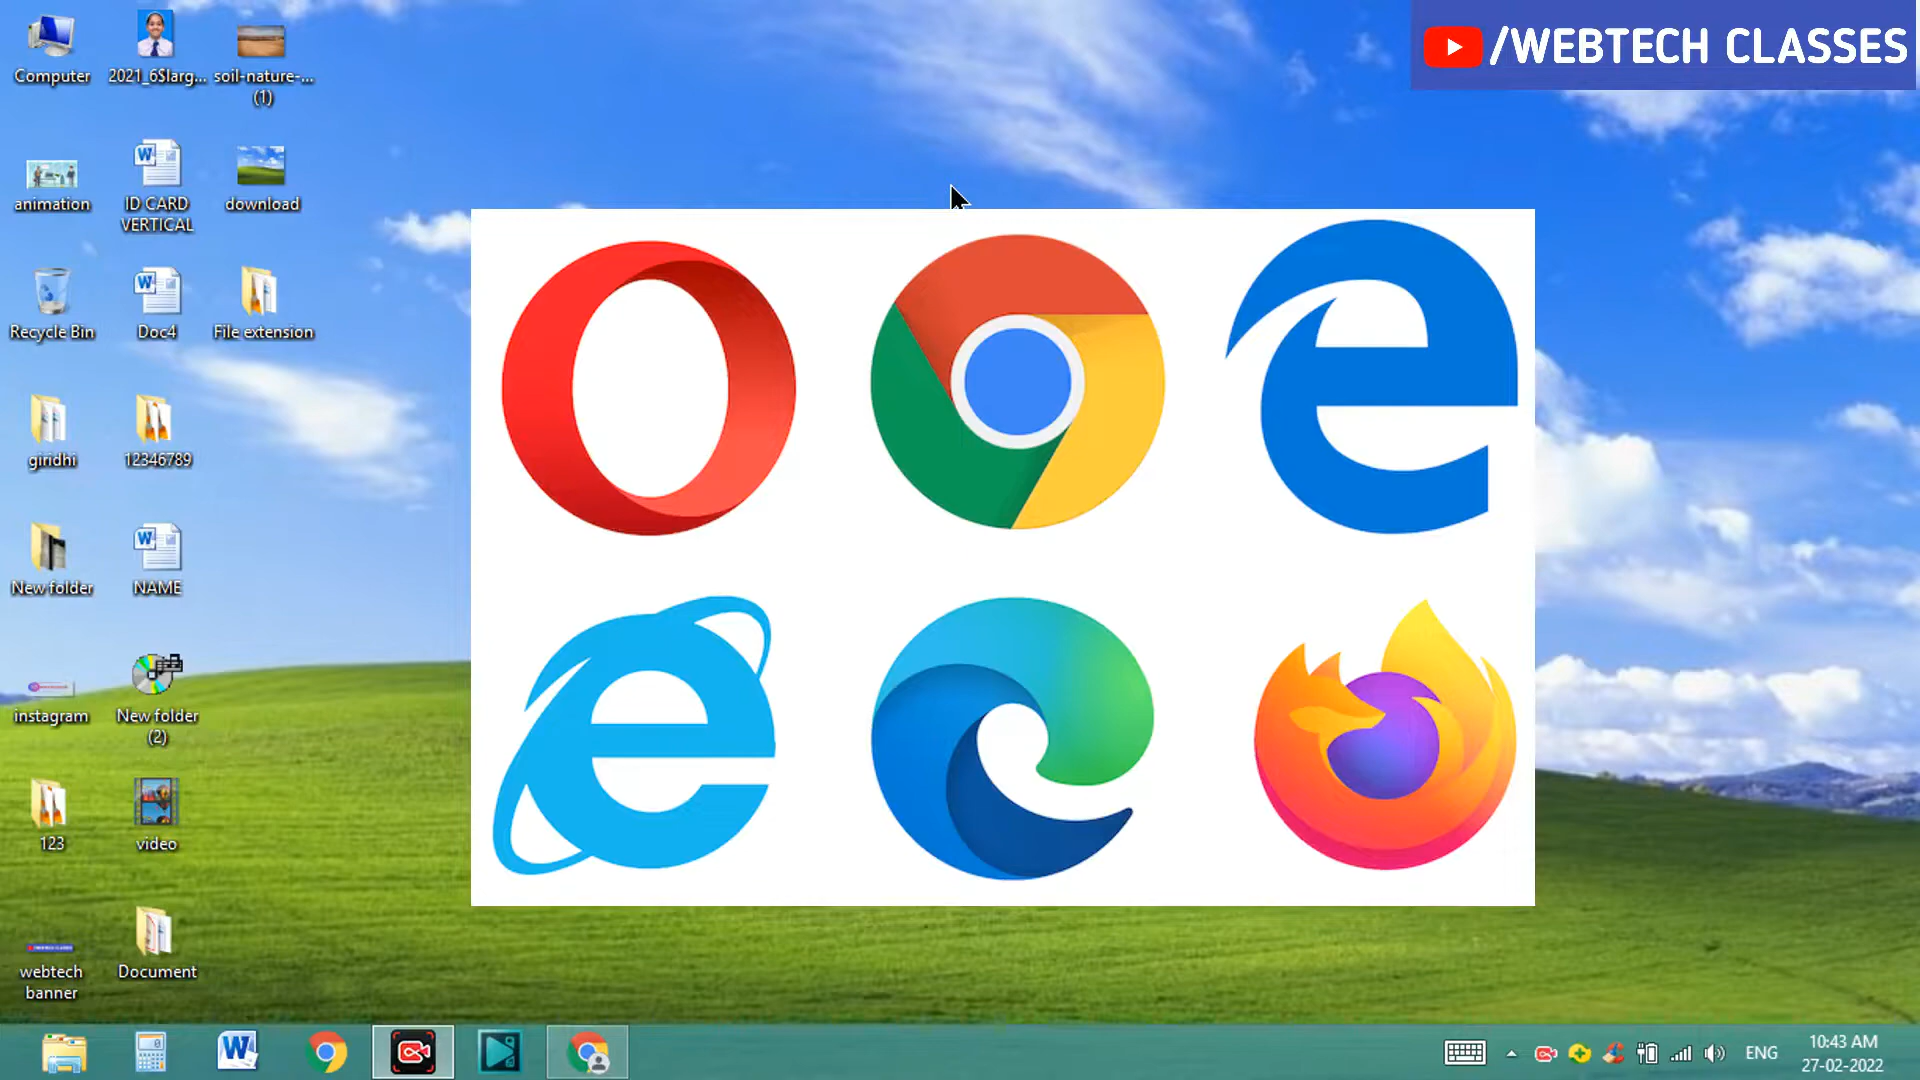 /WEBTECH CLASSES
Computer
2021_6$larg...
soil-nature-...
(1)
animation
ID CARD
VERTICAL
download
Recycle Bin
Doc4
File extension
giridhi
12346789
New folder
NAME
instagram
New folder
(2)
123
video
webtech
banner
Document
ENG
10:43 AM
27-02-2022